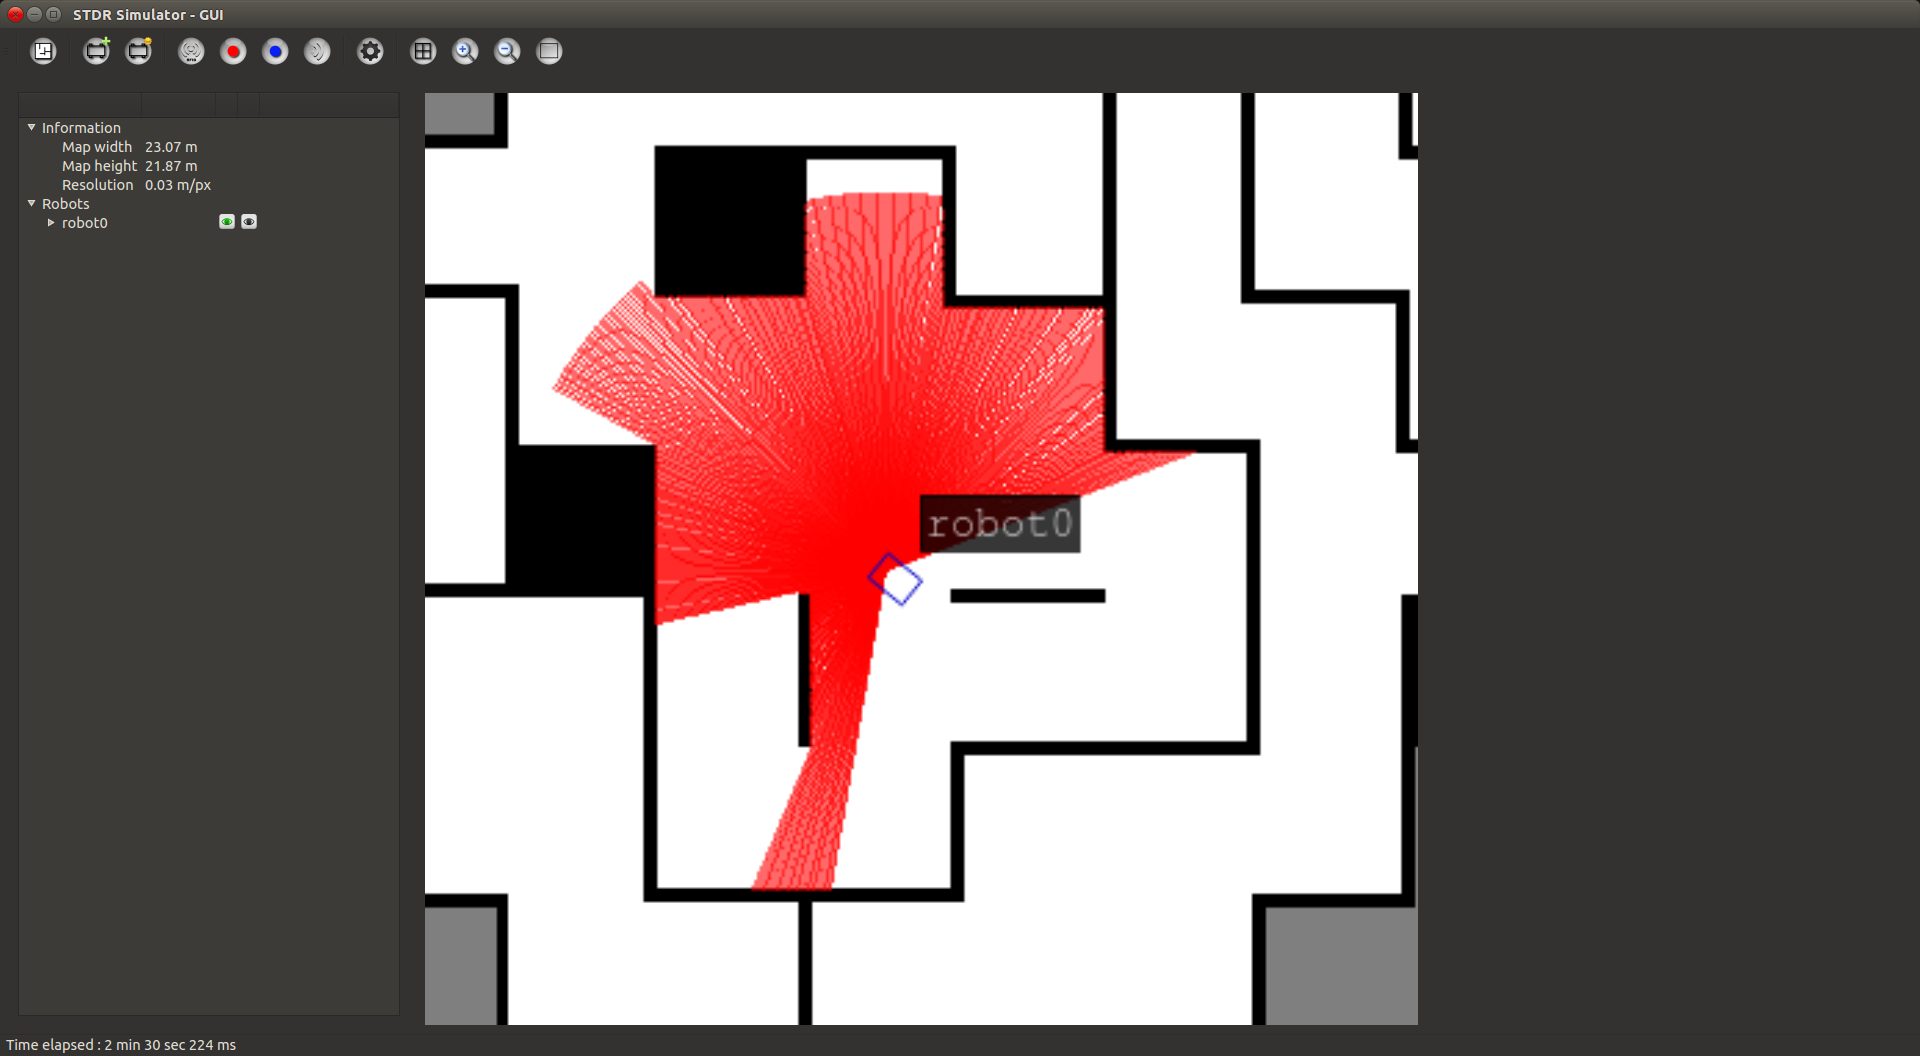 STDR Simulator - GUI
Information
Map width 23.07 m
Map height 21.87 m
Resolution 0.03 m/px
Robots
robot0
robot0
Time elapsed : 2 min 30 sec 224 ms